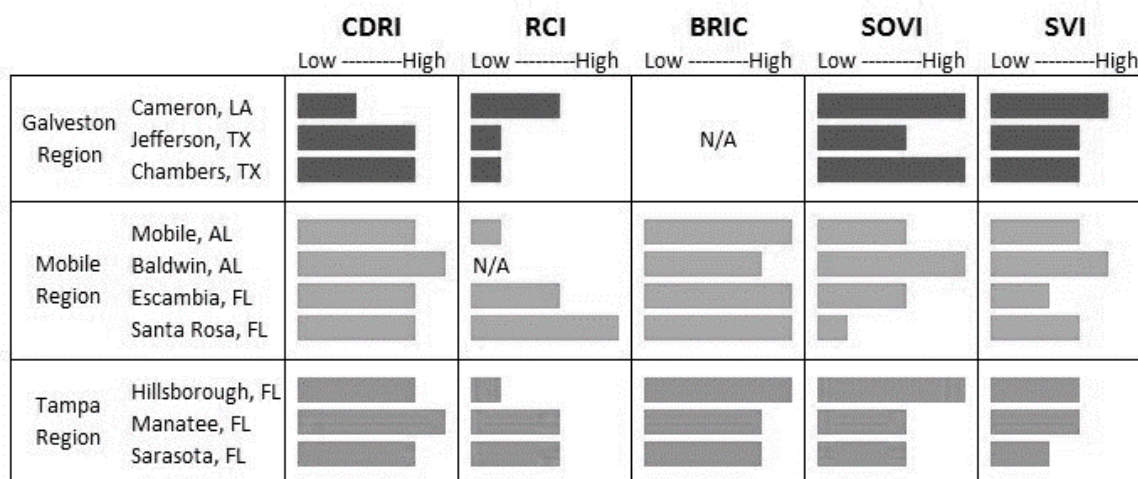 CDRI RCI BRIC SOVI SVI
Low ---------High Low ---------High Low ---------High Low ---------High Low ---------High
Galveston Region
Cameron, LA
Jefferson, TX
Chambers, TX
N/A
Mobile Region
Mobile, AL
Baldwin, AL
N/A
Escambia, FL
Santa Rosa, FL
Tampa Region
Hillsborough, FL
Manatee, FL
Sarasota, FL